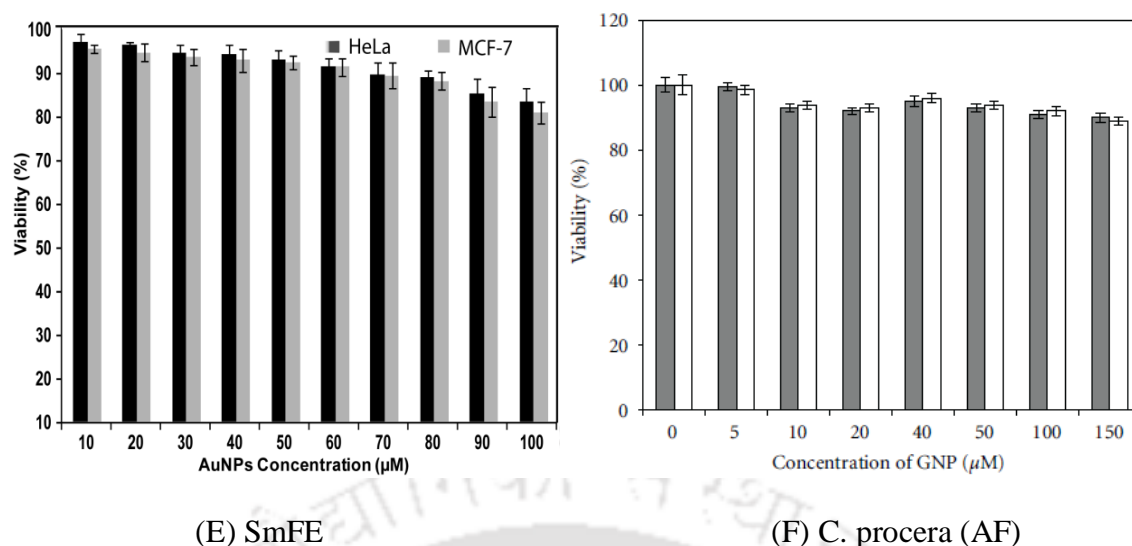 100
90
80
70
60
50
40
30
20
10
Viability (%)
HeLa MCF-7
10 20 30 40 50 60 70 80 90 100
AuNPs Concentration (µM)
120
100
80
60
40
20
0
Viability (%)
0 5 10 20 40 50 100 150
Concentration of GNP (µM)
(E) SmFE (F) C. procera (AF)